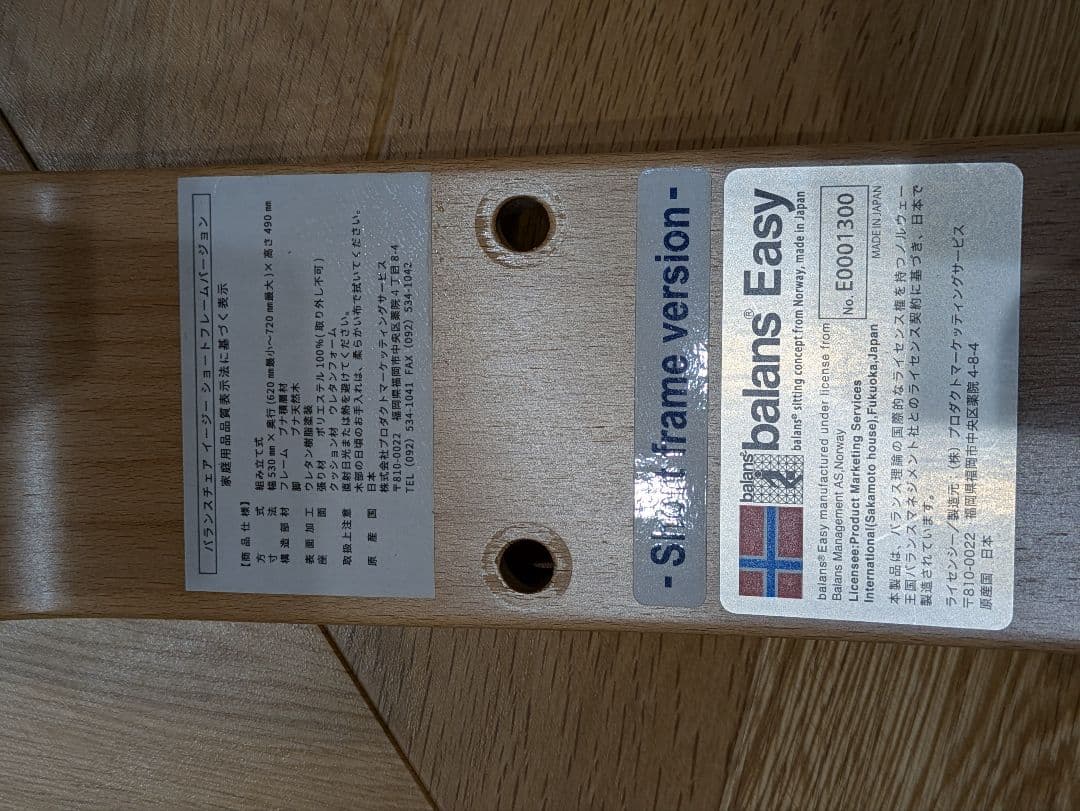 バランスチェア イージー ショートフレームバージョン
家庭用品品質表示法に基づく表示
【商品仕様】
方式 組み立て式
寸法 幅 530 ㎜ × 奥行 (620 ㎜最小～720 ㎜最大) × 高さ 490 ㎜
構造部材 フレーム ブナ積層材
脚 ブナ天然木
表面加工 ウレタン樹脂塗装
座面 張り材 ポリエステル 100％ (取り外し不可)
クッション材 ウレタンフォーム
取扱上注意 直射日光または熱を避けてください。
木部の日頃のお手入れは、柔らかい布で拭いてください。
原産国 日本
株式会社プロダクトマーケッティングサービス
〒810-0022 福岡県福岡市中央区薬院 4 丁目 8-4
TEL (092) 534-1041 FAX (092) 534-1042
- Short frame version -
balans®
balans® Easy
balans® sitting concept from Norway, made in Japan
balans® Easy manufactured under license from
Balans Management AS.Norway
Licensee:Product Marketing Services
International(Sakamoto house),Fukuoka,Japan
No. E0001300
MADE IN JAPAN
本製品は、バランス理論の国際的なライセンス権を持つノルウェー
王国バランスマネジメント社とのライセンス契約に基づき、日本で
製造されています。
ライセンシー／製造元 (株) プロダクトマーケッティングサービス
〒810-0022 福岡県福岡市中央区薬院 4-8-4
原産国 日本